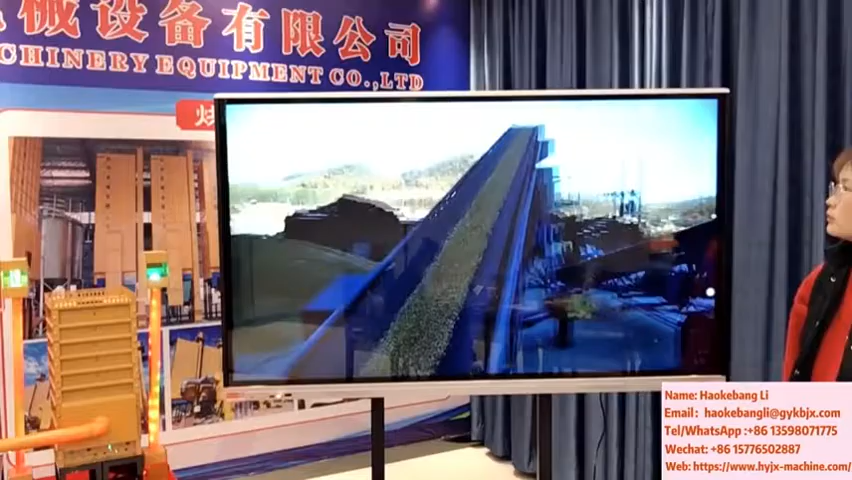 械设备有限公司
CHINERY EQUIPMENT CO.,LTD
Name: Haokebang Li
Email: haokebangli@gykbjx.com
Tel/WhatsApp :+86 13598071775
Wechat: +86 15776502887
Web: https://www.hyjx-machine.com/